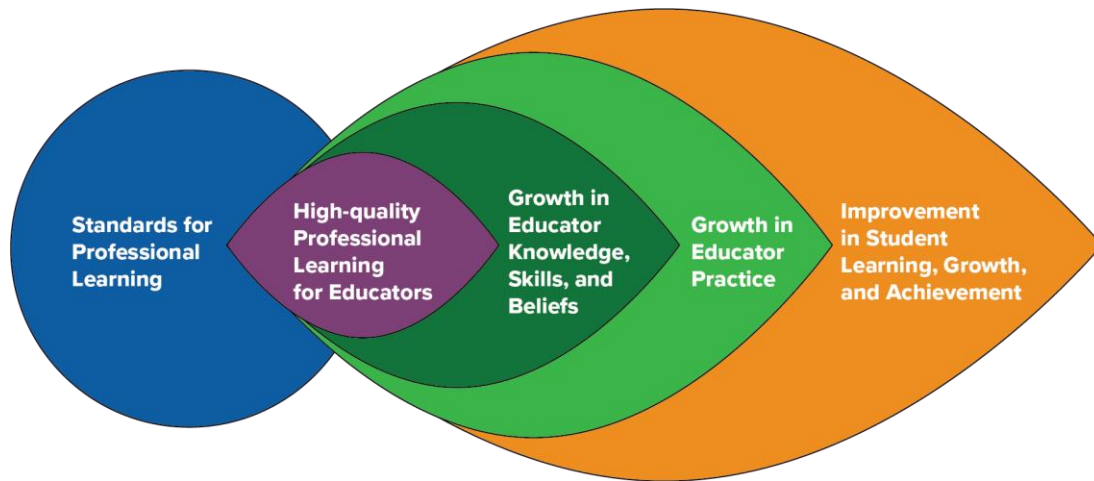 Standards for
Professional
Learning
High-quality
Professional
Learning
for Educators
Growth in
Educator
Knowledge,
Skills, and
Beliefs
Growth in
Educator
Practice
Improvement
in Student
Learning, Growth,
and Achievement